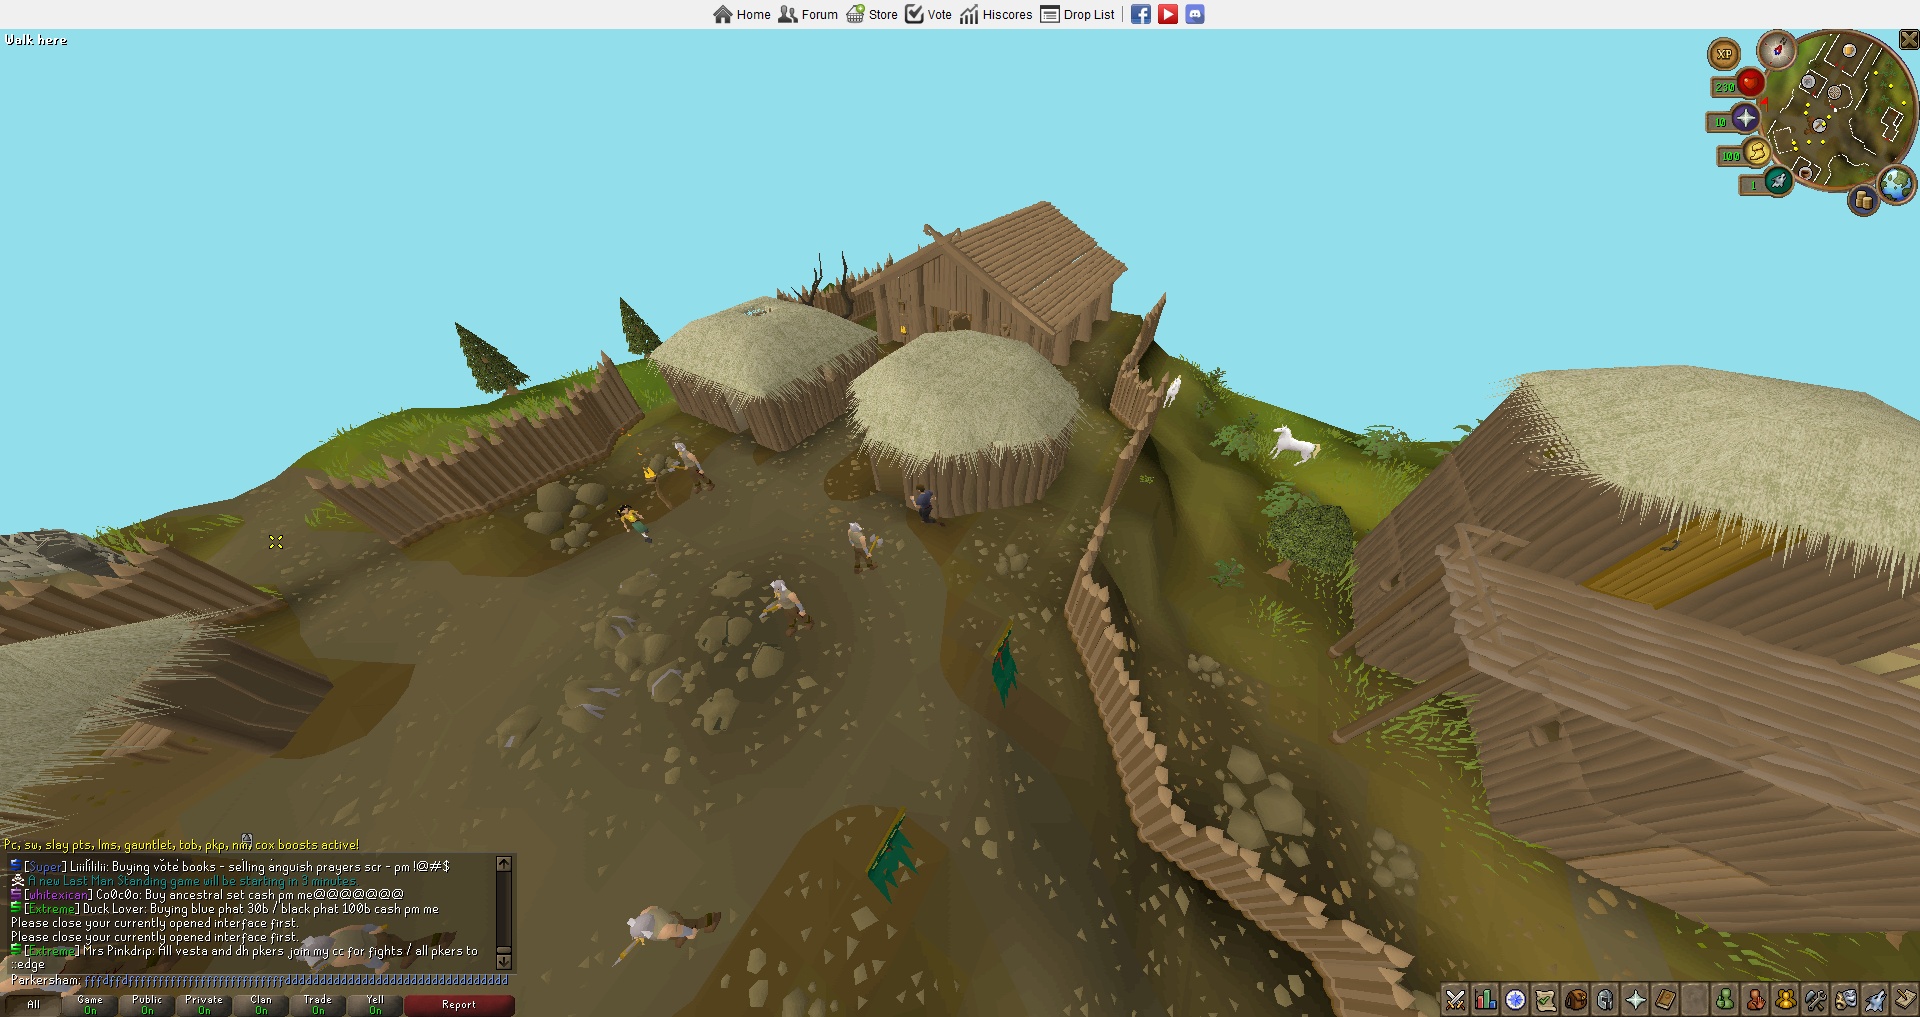 Home Forum Store Vote Hiscores Drop List
Walk here
XP
230
10
100
1
Pc, sw, slay pts, lms, gauntlet, tob, pkp, nm, cox boosts active!
[Super] Liiilililii: Buying vote books - selling anguish prayers scr - pm !@#$
A new Last Man Standing game will be starting in 3 minutes.
[whitexican] Co0c0o: Buy ancestral set cash pm me@@@@@@@
[Extreme] Duck Lover: Buying blue phat 30b / black phat 100b cash pm me
Please close your currently opened interface first.
Please close your currently opened interface first.
[Extreme] Mrs Pinkdrip: All vesta and dh pkers join my cc for fights / all pkers to
::edge
Parkersham:
All Game Public Private Clan Trade Yell Report
On On On On On On